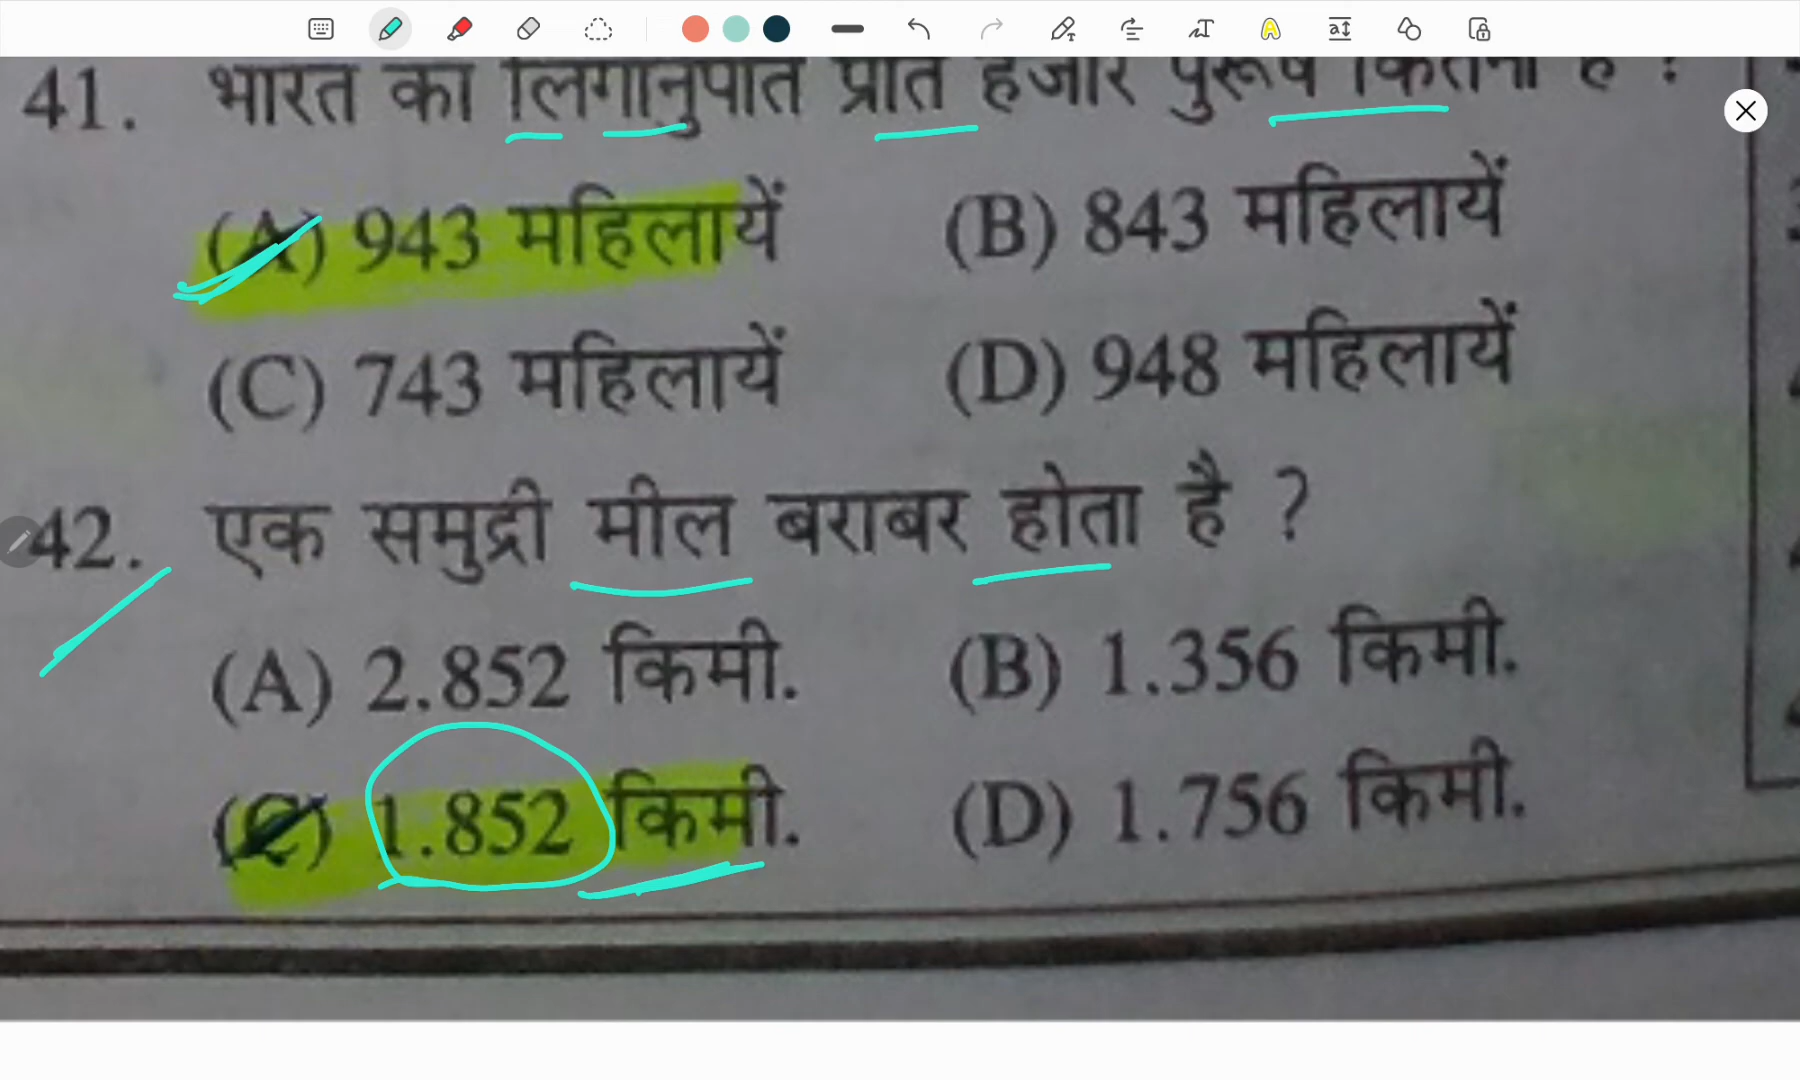 41. भारत का लिंगानुपात प्रति हजार पुरूष कितना है ?
(A) 943 महिलायें (B) 843 महिलायें
(C) 743 महिलायें (D) 948 महिलायें
42. एक समुद्री मील बराबर होता है ?
(A) 2.852 किमी. (B) 1.356 किमी.
(C) 1.852 किमी. (D) 1.756 किमी.